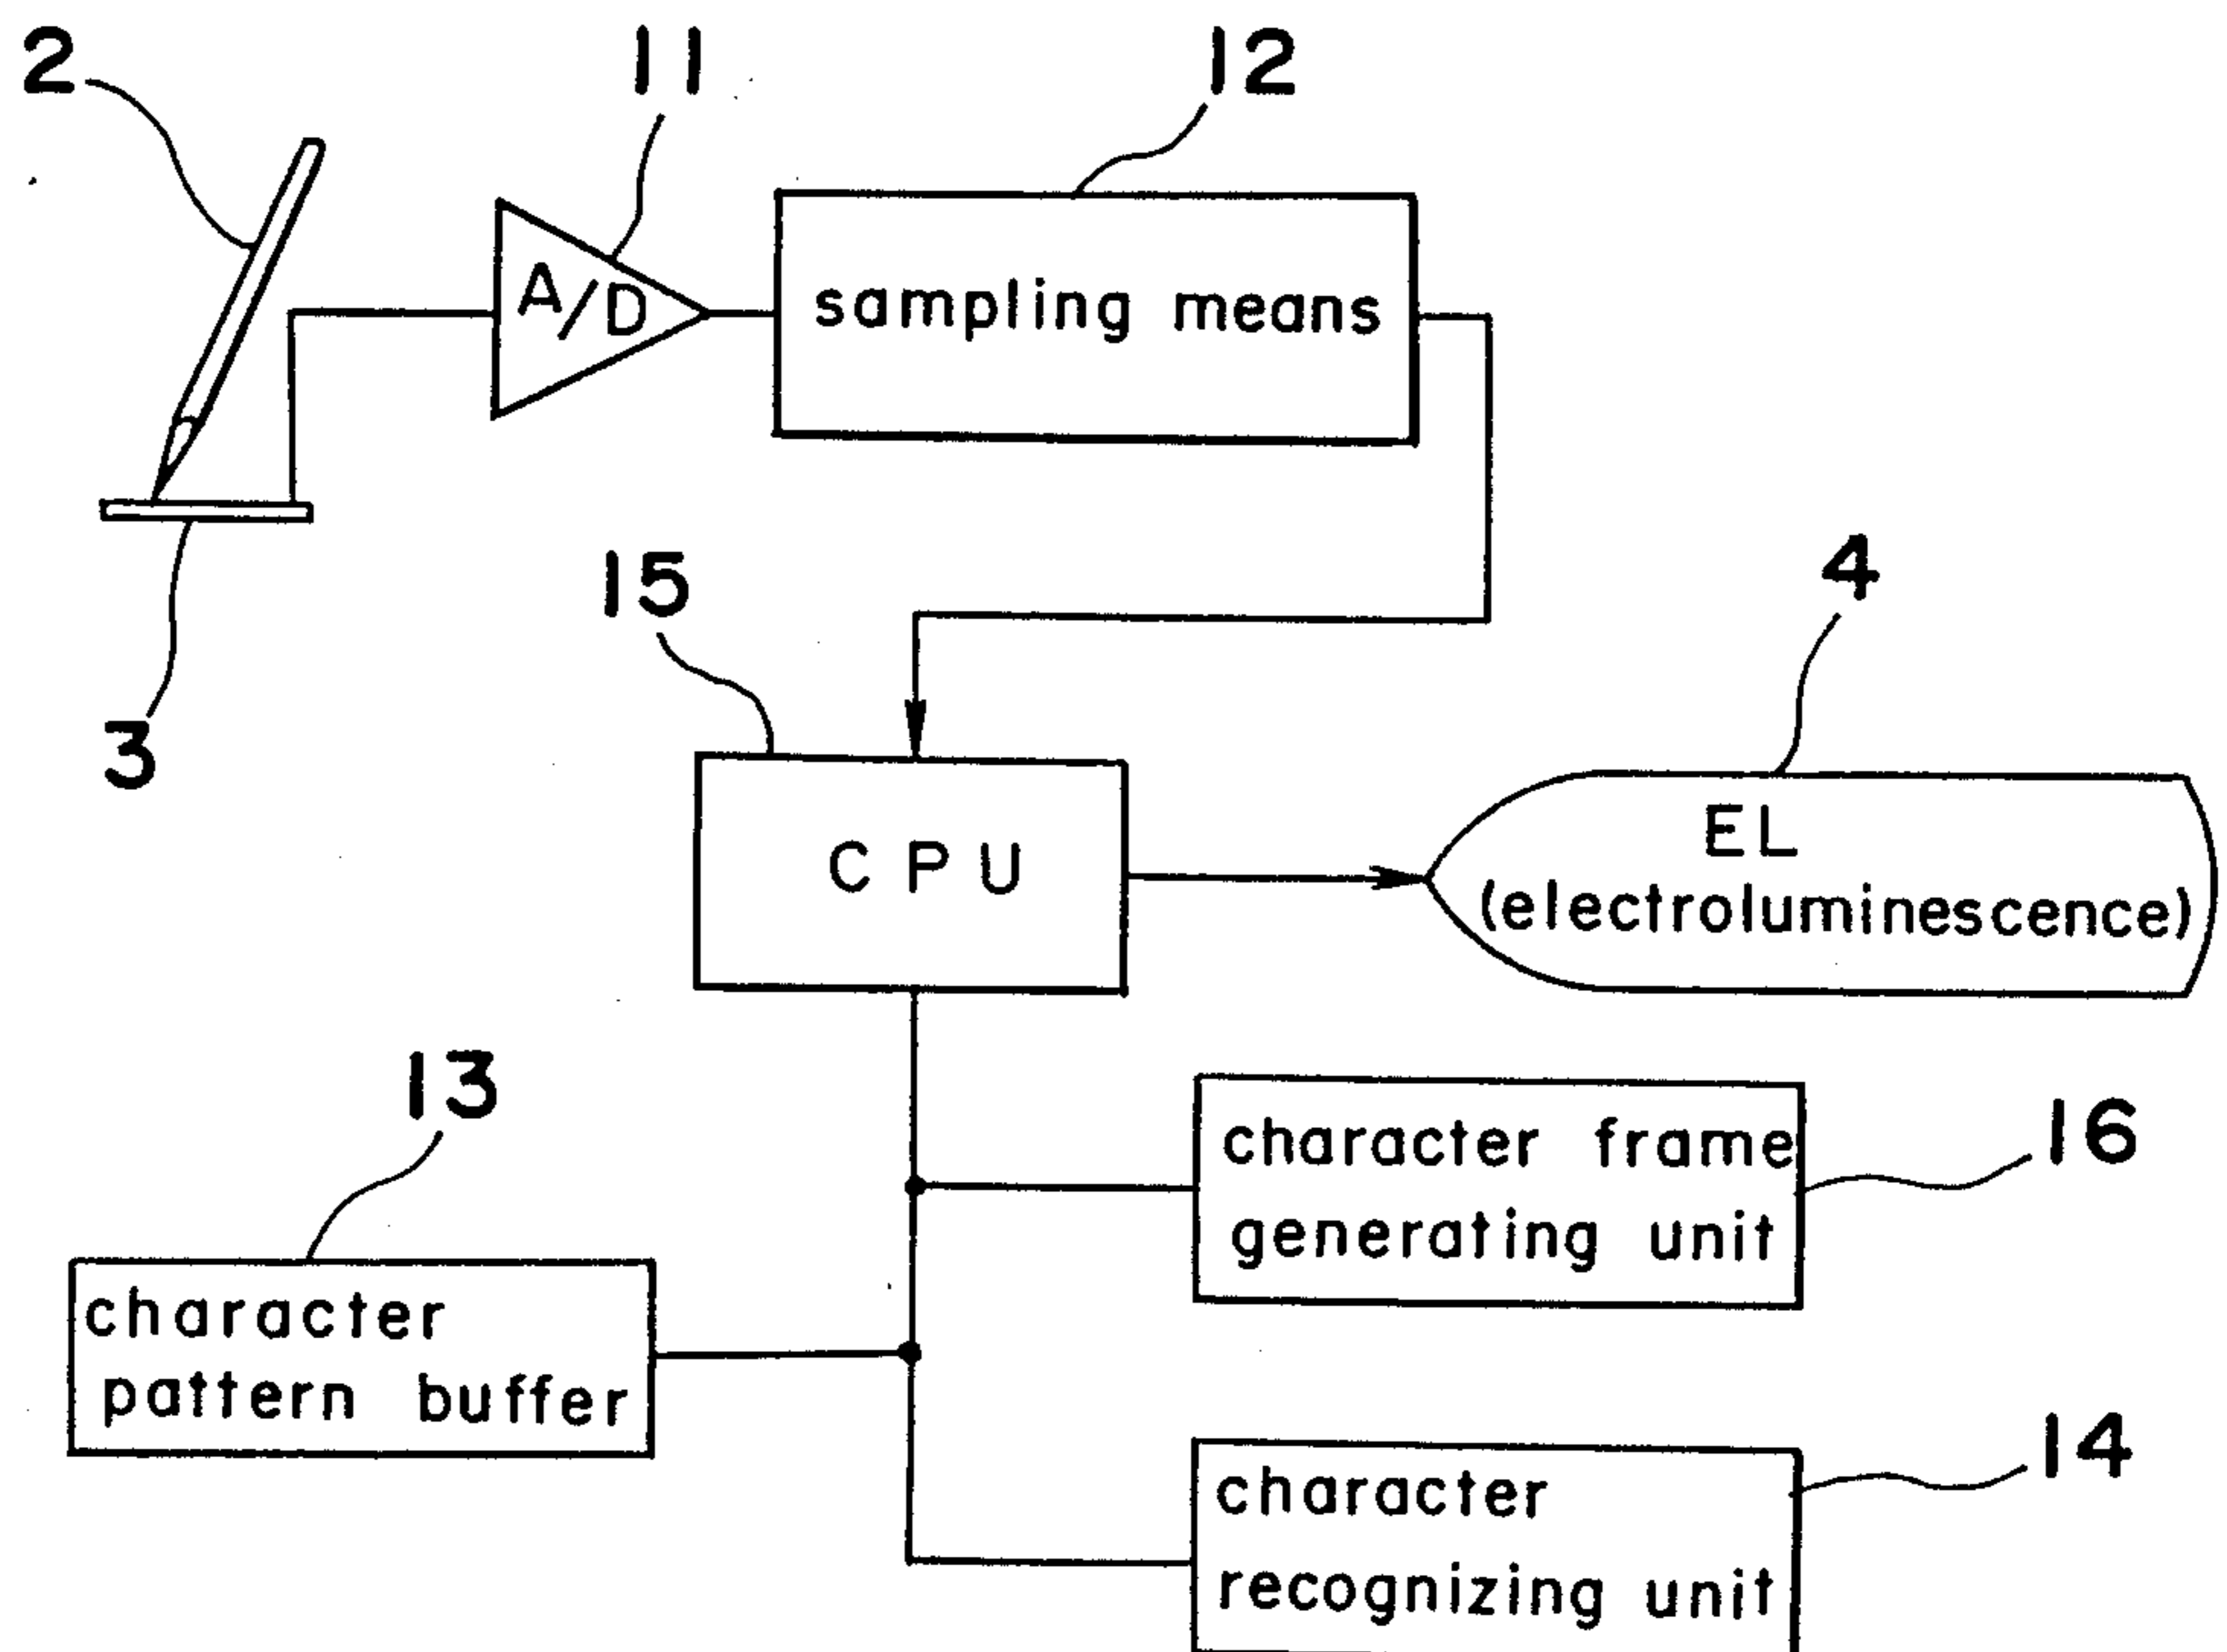 2
11
12
A/D
sampling means
3
15
4
CPU
EL
(electroluminescence)
13
character frame
generating unit
16
character
pattern buffer
14
character
recognizing unit